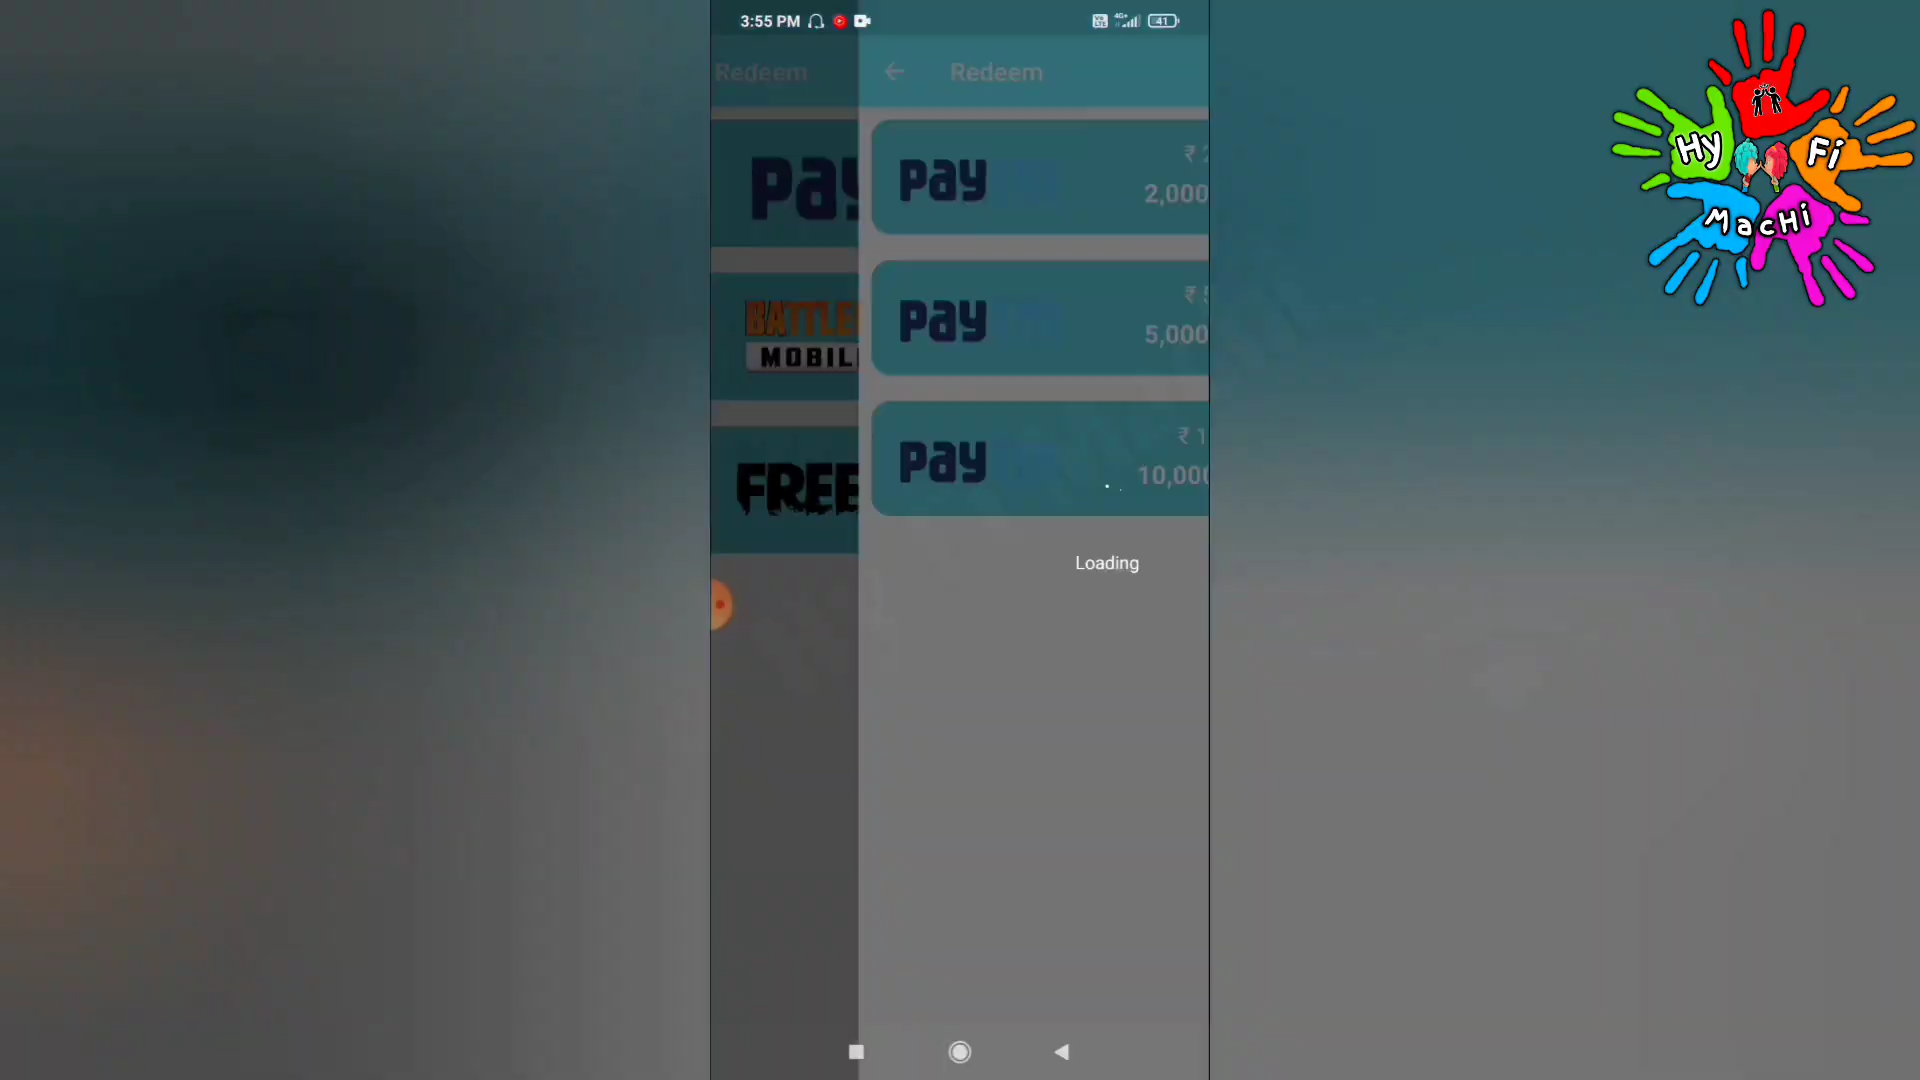 3:55 PM
4G+
41
Redeem
Redeem
Pay
Pay
₹
2,000
BATTLE
MOBIL
Pay
₹
5,000
FREE
Pay
₹ 1
10,000
Loading
Hy
Fi
MacHi